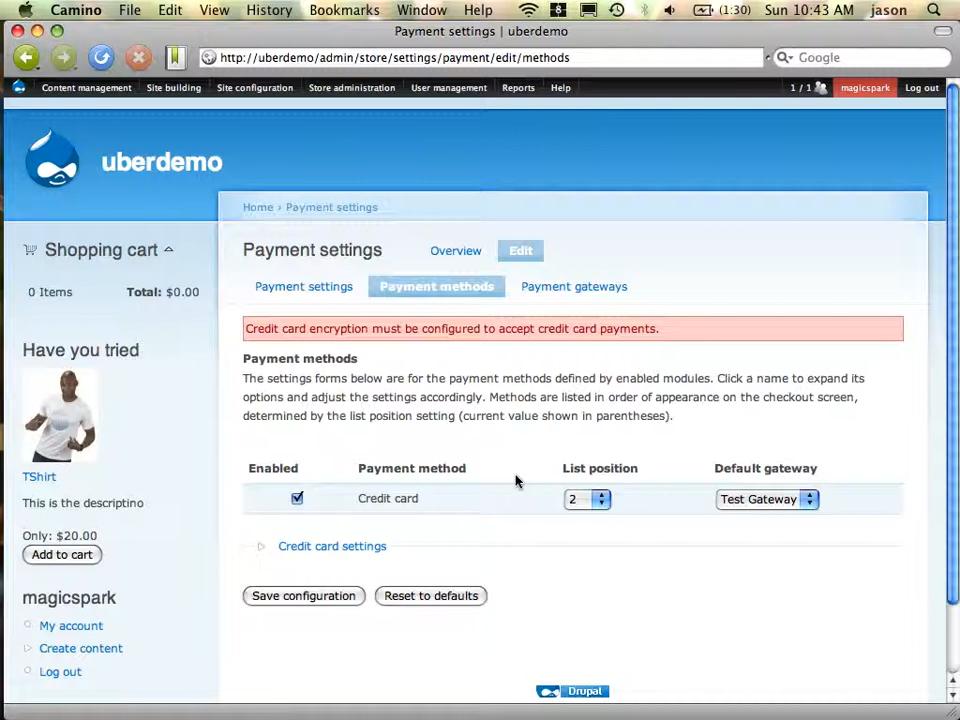 Camino File Edit View History Bookmarks Window Help (1:30) Sun 10:43 AM jason
Payment settings | uberdemo
http://uberdemo/admin/store/settings/payment/edit/methods Google
Content management Site building Site configuration Store administration User management Reports Help 1 / 1 magicspark Log out
uberdemo
Home › Payment settings
Shopping cart
0 Items Total: $0.00
Have you tried
TShirt
This is the descriptino
Only: $20.00
Add to cart
magicspark
My account
Create content
Log out
Payment settings Overview Edit
Payment settings Payment methods Payment gateways
Credit card encryption must be configured to accept credit card payments.
Payment methods
The settings forms below are for the payment methods defined by enabled modules. Click a name to expand its
options and adjust the settings accordingly. Methods are listed in order of appearance on the checkout screen,
determined by the list position setting (current value shown in parentheses).
Enabled Payment method List position Default gateway
Credit card 2 Test Gateway
Credit card settings
Save configuration Reset to defaults
Drupal